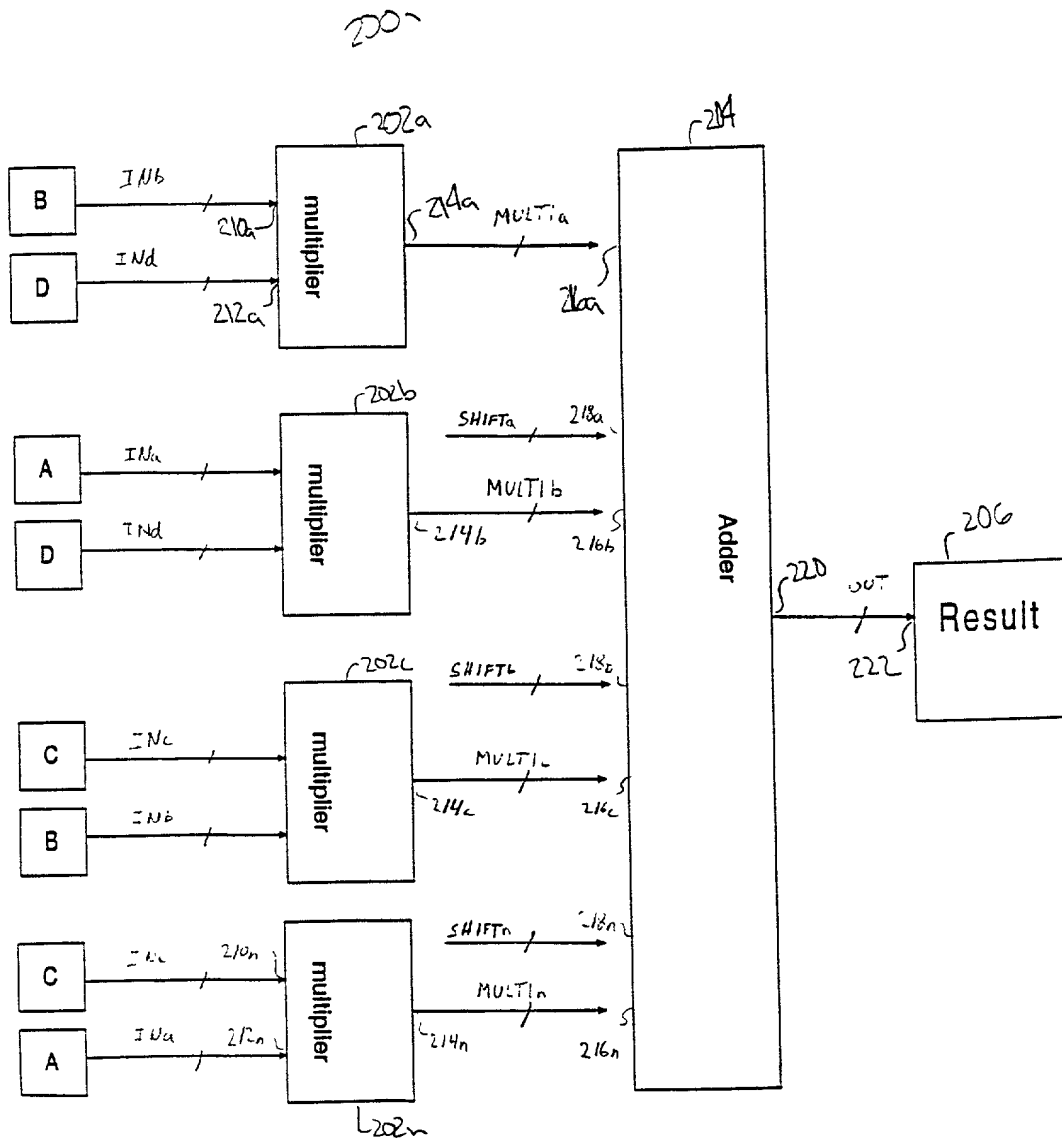 200
202a
214
B
INb
210a
multiplier
214a
MULTIa
D
INd
212a
216a
202b
SHIFTa
218a
A
INa
multiplier
MULTIb
D
INd
214b
216b
Adder
220
OUT
222
206
Result
202c
SHIFTb
C
INc
multiplier
MULTIc
B
INb
214c
216c
SHIFTn
218n
C
INc
210n
multiplier
MULTIn
A
INa
212n
214n
216n
202n